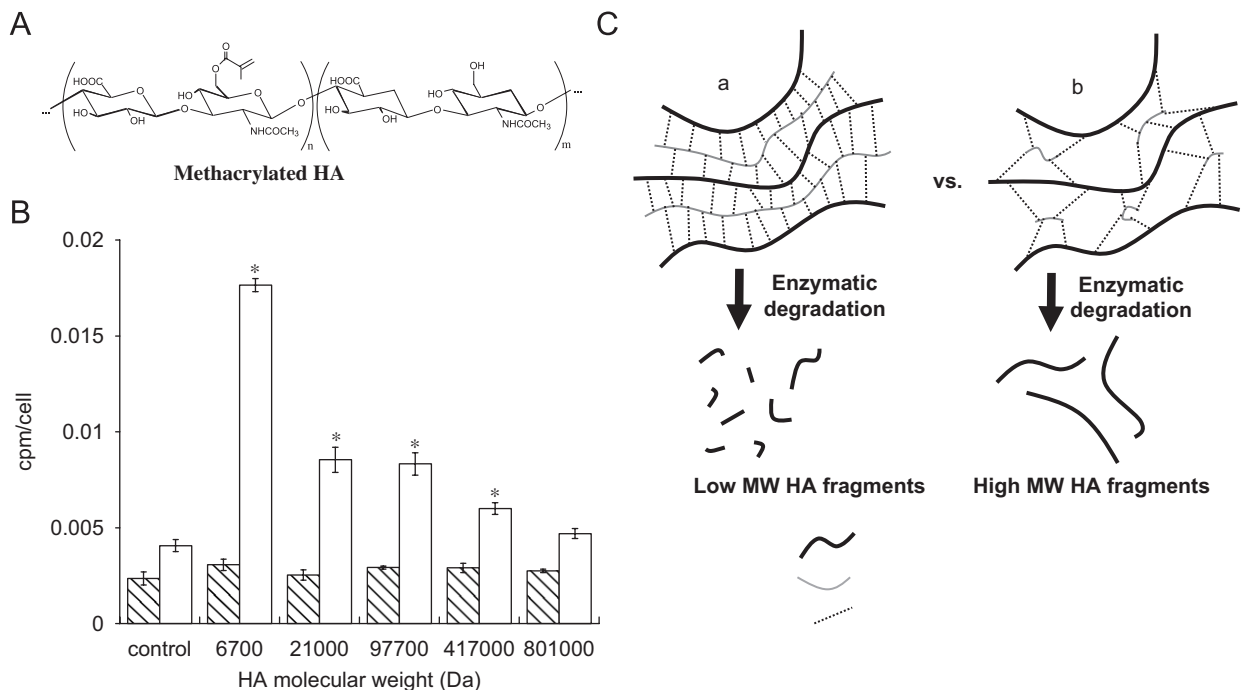 A
HOOC
O
HO
OH
O
O
O
HO
O
NHCOCH3
O
n
HOOC
HO
OH
O
OH
HO
O
NHCOCH3
O
m
Methacrylated HA
B
cpm/cell
0.02
0.015
0.01
0.005
0
*
*
*
*
control
6700
21000
97700
417000
801000
HA molecular weight (Da)
C
a
b
vs.
Enzymatic
degradation
Enzymatic
degradation
Low MW HA fragments
High MW HA fragments